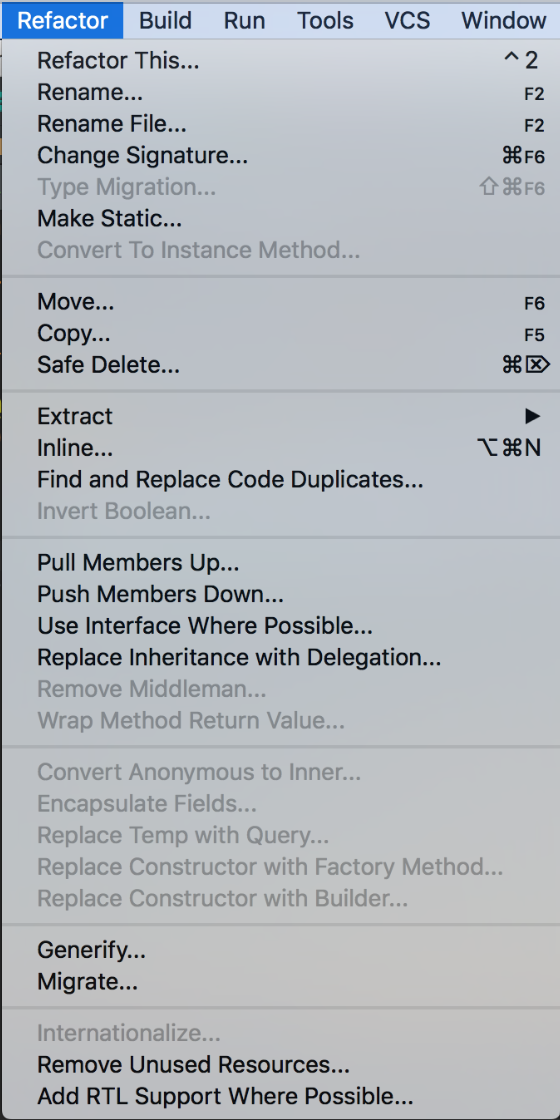 Refactor Build Run Tools VCS Window
Refactor This... ^2
Rename... F2
Rename File... F2
Change Signature... ⌘F6
Type Migration... ⇧⌘F6
Make Static...
Convert To Instance Method...
Move... F6
Copy... F5
Safe Delete... ⌘⌦
Extract ▶
Inline... ⌥⌘N
Find and Replace Code Duplicates...
Invert Boolean...
Pull Members Up...
Push Members Down...
Use Interface Where Possible...
Replace Inheritance with Delegation...
Remove Middleman...
Wrap Method Return Value...
Convert Anonymous to Inner...
Encapsulate Fields...
Replace Temp with Query...
Replace Constructor with Factory Method...
Replace Constructor with Builder...
Generify...
Migrate...
Internationalize...
Remove Unused Resources...
Add RTL Support Where Possible...